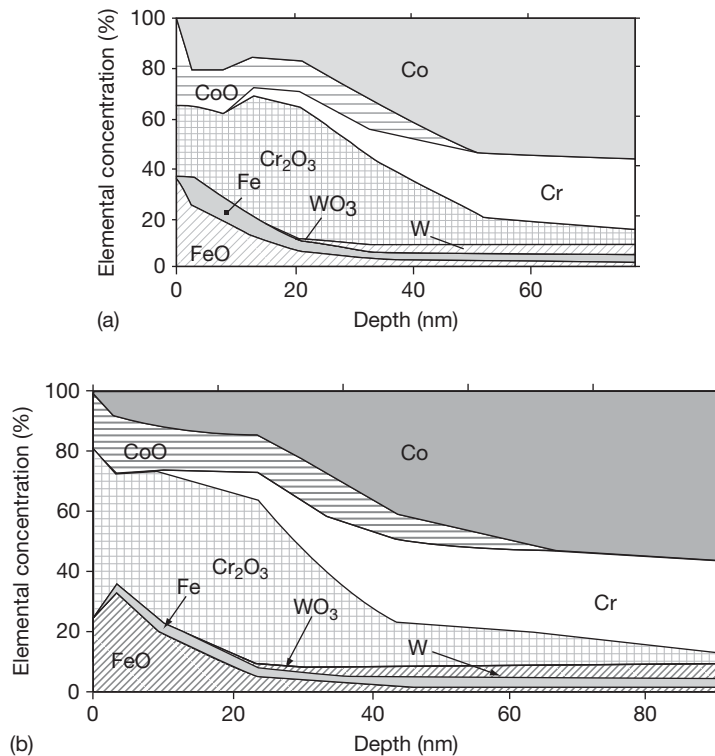 100
80
60
40
20
0
Elemental concentration (%)
Co
CoO
Cr₂O₃
Fe
WO₃
Cr
W
FeO
0 20 40 60
(a) Depth (nm)
100
80
60
40
20
0
Elemental concentration (%)
CoO
Co
Cr₂O₃
Fe
WO₃
Cr
W
FeO
0 20 40 60 80
(b) Depth (nm)